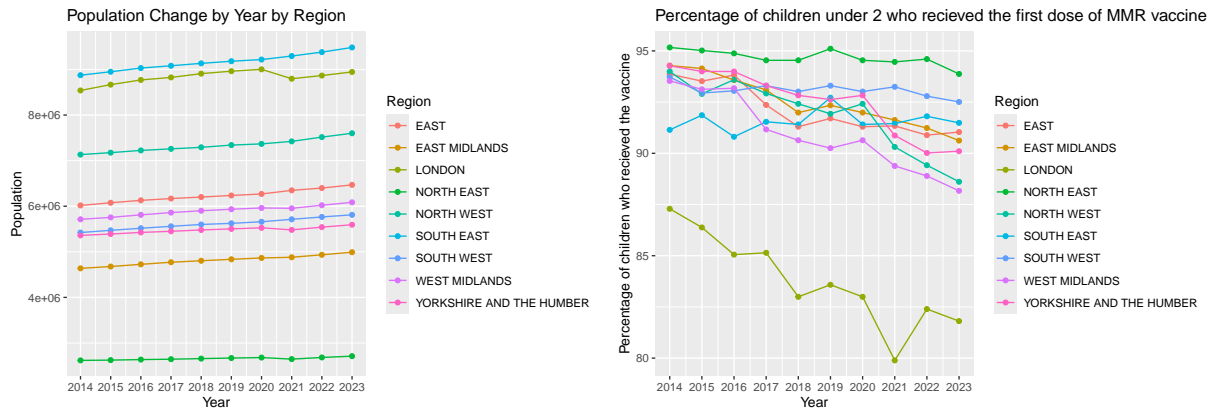 Population Change by Year by Region
8e+06
6e+06
4e+06
Population
2014 2015 2016 2017 2018 2019 2020 2021 2022 2023
Year
Region
EAST
EAST MIDLANDS
LONDON
NORTH EAST
NORTH WEST
SOUTH EAST
SOUTH WEST
WEST MIDLANDS
YORKSHIRE AND THE HUMBER
Percentage of children under 2 who recieved the first dose of MMR vaccine
95
90
85
80
Percentage of children who recieved the vaccine
2014 2015 2016 2017 2018 2019 2020 2021 2022 2023
Year
Region
EAST
EAST MIDLANDS
LONDON
NORTH EAST
NORTH WEST
SOUTH EAST
SOUTH WEST
WEST MIDLANDS
YORKSHIRE AND THE HUMBER